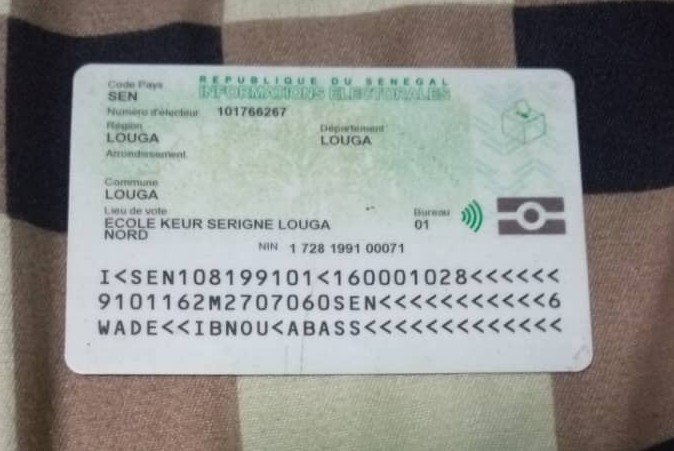 REPUBLIQUE DU SENEGAL
INFORMATIONS ELECTORALES
Code Pays
SEN
Numéro d'électeur 101766267
Région
LOUGA
Département
LOUGA
Arrondissement
Commune
LOUGA
Lieu de vote
ECOLE KEUR SERIGNE LOUGA
NORD
Bureau
01
NIN 1 728 1991 00071
I<SEN108199101<160001028<<<<<<
9101162M2707060SEN<<<<<<<<<<<6
WADE<<IBNOU<ABASS<<<<<<<<<<<<<